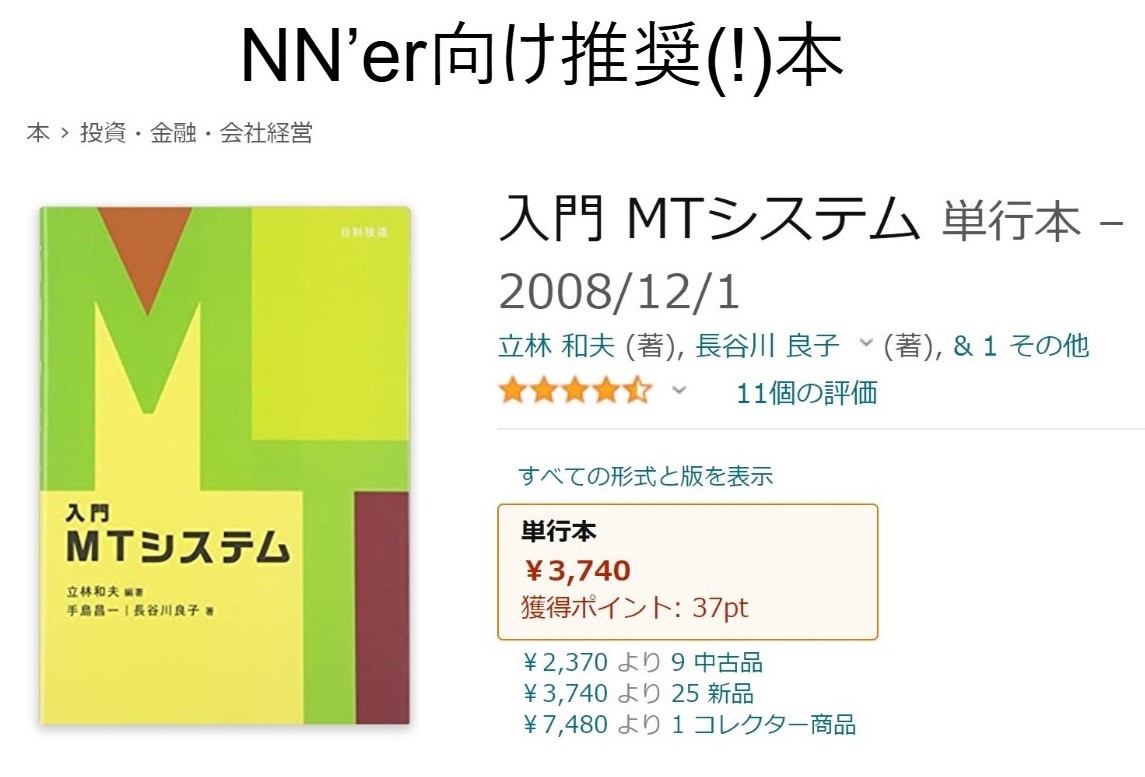 NN’er向け推奨(!)本
本 › 投資・金融・会社経営
日科技連
入門
MTシステム
立林和夫 編著
手島昌一｜長谷川良子 著
入門 MTシステム 単行本 –
2008/12/1
立林 和夫 (著), 長谷川 良子 (著), & 1 その他
11個の評価
すべての形式と版を表示
単行本
¥3,740
獲得ポイント: 37pt
¥2,370 より 9 中古品
¥3,740 より 25 新品
¥7,480 より 1 コレクター商品